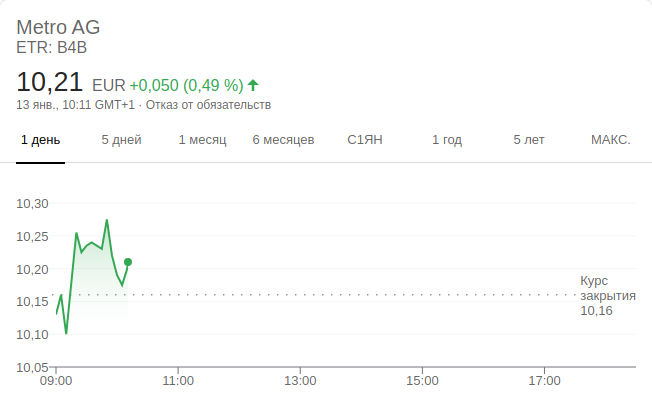 Metro AG
ETR: B4B
10,21 EUR +0,050 (0,49 %)
13 янв., 10:11 GMT+1 · Отказ от обязательств
1 день 5 дней 1 месяц 6 месяцев С1ЯН 1 год 5 лет МАКС.
10,30
10,25
10,20
10,15
10,10
10,05
Курс
закрытия
10,16
09:00 11:00 13:00 15:00 17:00